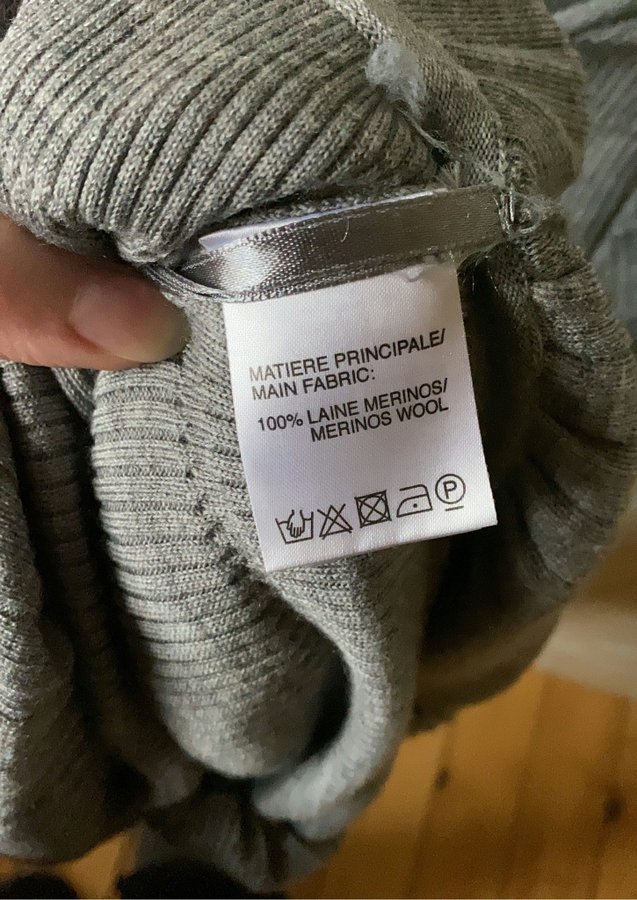 MATIERE PRINCIPALE/
MAIN FABRIC:
100% LAINE MERINOS/
MERINOS WOOL
P